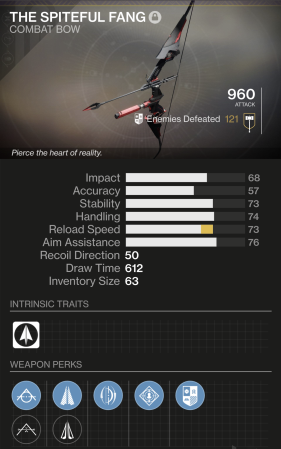 THE SPITEFUL FANG
COMBAT BOW
960
ATTACK
Enemies Defeated 121
Pierce the heart of reality.
Impact 68
Accuracy 57
Stability 73
Handling 74
Reload Speed 73
Aim Assistance 76
Recoil Direction 50
Draw Time 612
Inventory Size 63
INTRINSIC TRAITS
WEAPON PERKS